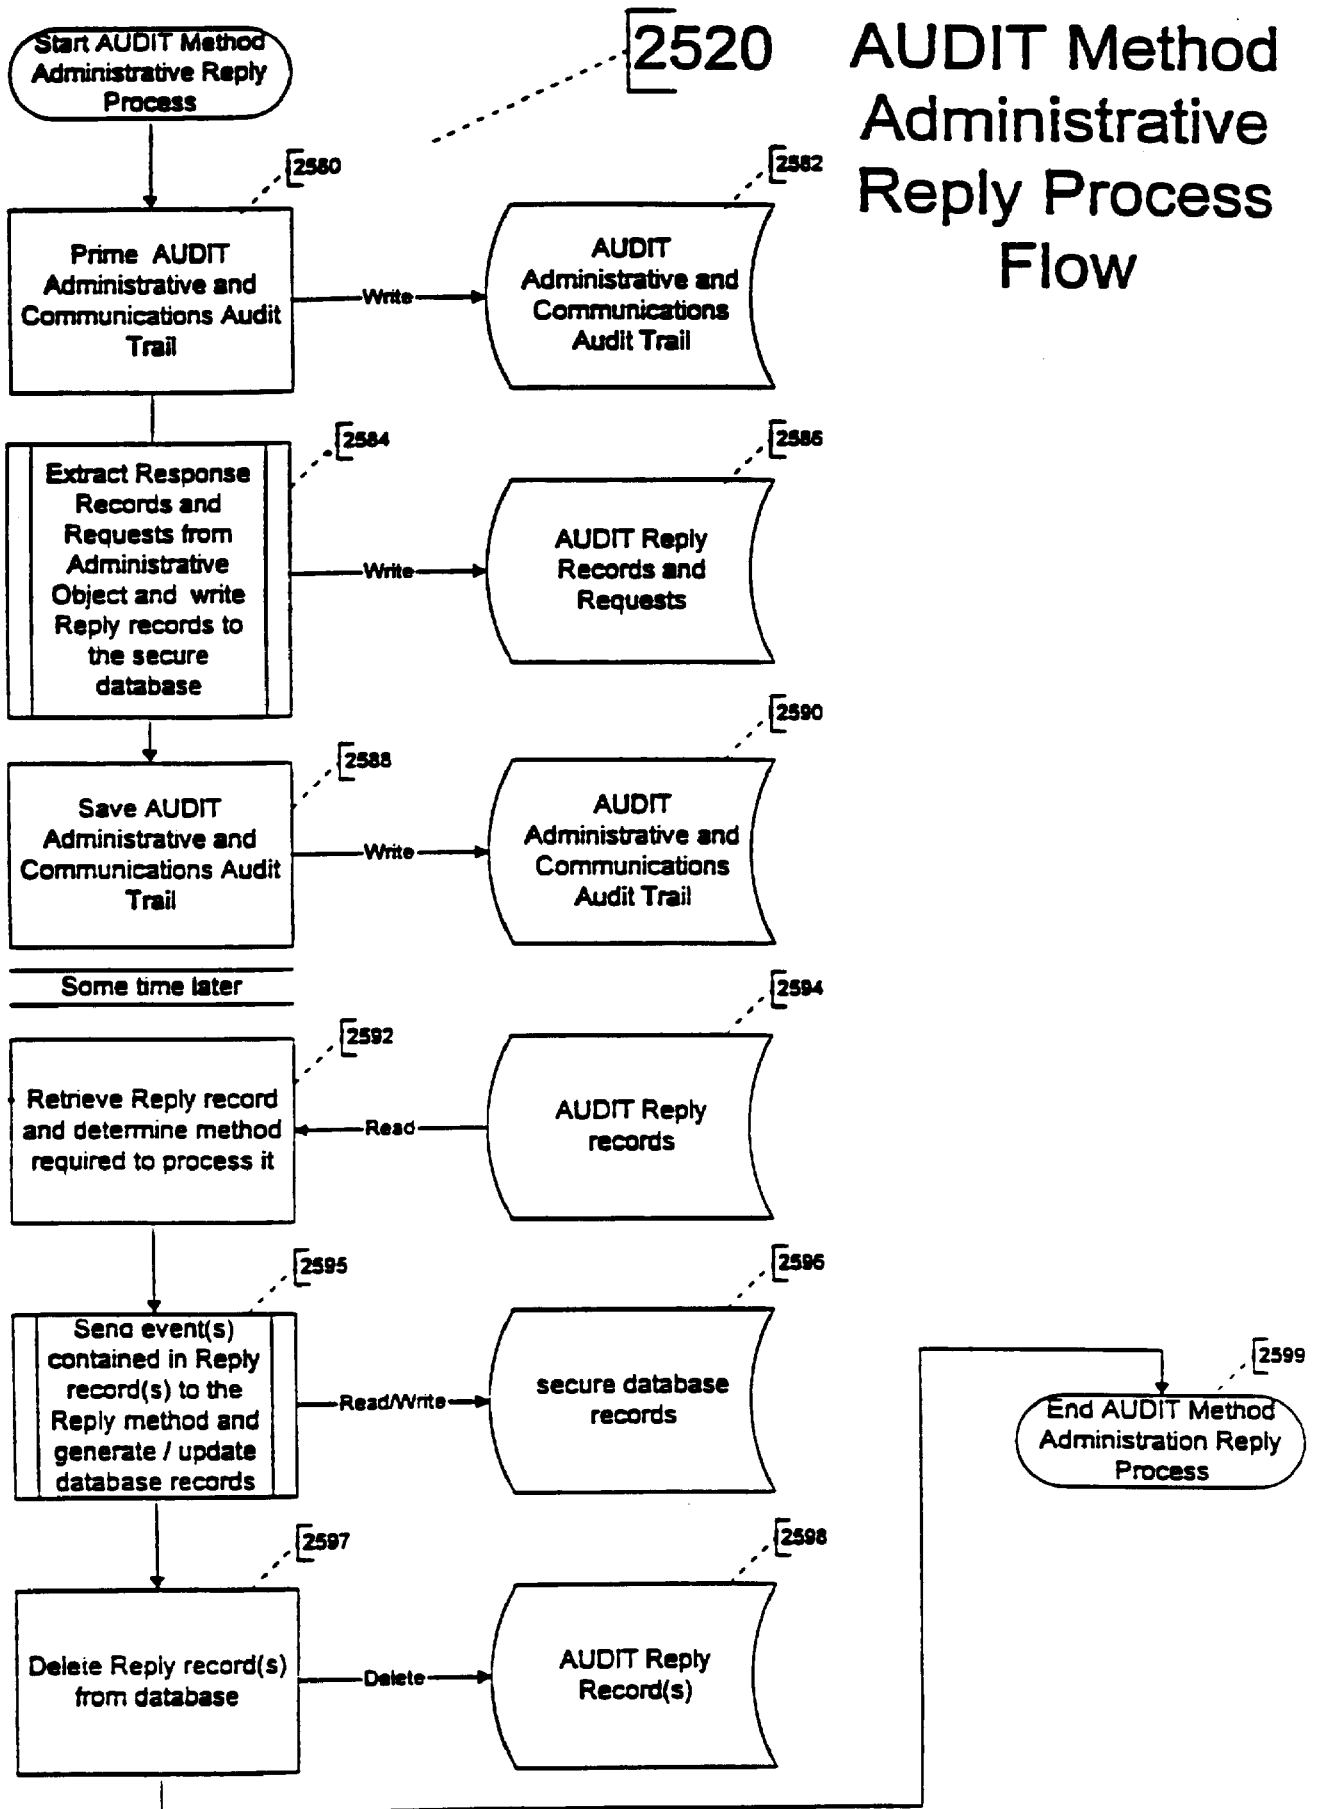 2520
AUDIT Method
Administrative
Reply Process
Flow
Start AUDIT Method
Administrative Reply
Process
2580
Prime AUDIT
Administrative and
Communications Audit
Trail
Write
2582
AUDIT
Administrative and
Communications
Audit Trail
2584
Extract Response
Records and
Requests from
Administrative
Object and write
Reply records to
the secure
database
Write
2586
AUDIT Reply
Records and
Requests
2588
Save AUDIT
Administrative and
Communications Audit
Trail
Write
2590
AUDIT
Administrative and
Communications
Audit Trail
Some time later
2592
Retrieve Reply record
and determine method
required to process it
Read
2594
AUDIT Reply
records
2595
Send event(s)
contained in Reply
record(s) to the
Reply method and
generate / update
database records
Read/Write
2596
secure database
records
2597
Delete Reply record(s)
from database
Delete
2598
AUDIT Reply
Record(s)
2599
End AUDIT Method
Administration Reply
Process